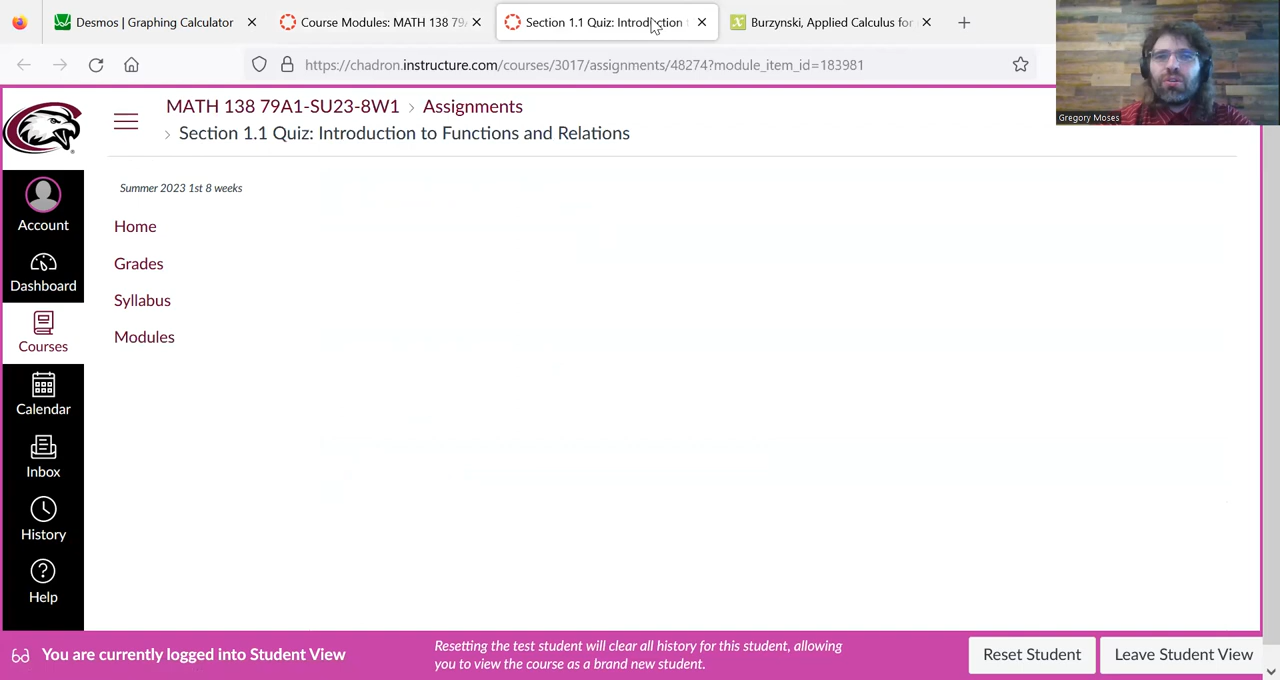 Desmos | Graphing Calculator
Course Modules: MATH 138 79A
Section 1.1 Quiz: Introduction
Burzynski, Applied Calculus for
https://chadron.instructure.com/courses/3017/assignments/48274?module_item_id=183981
Gregory Moses
MATH 138 79A1-SU23-8W1 › Assignments
› Section 1.1 Quiz: Introduction to Functions and Relations
Summer 2023 1st 8 weeks
Home
Grades
Syllabus
Modules
Account
Dashboard
Courses
Calendar
Inbox
History
Help
You are currently logged into Student View
Resetting the test student will clear all history for this student, allowing
you to view the course as a brand new student.
Reset Student
Leave Student View